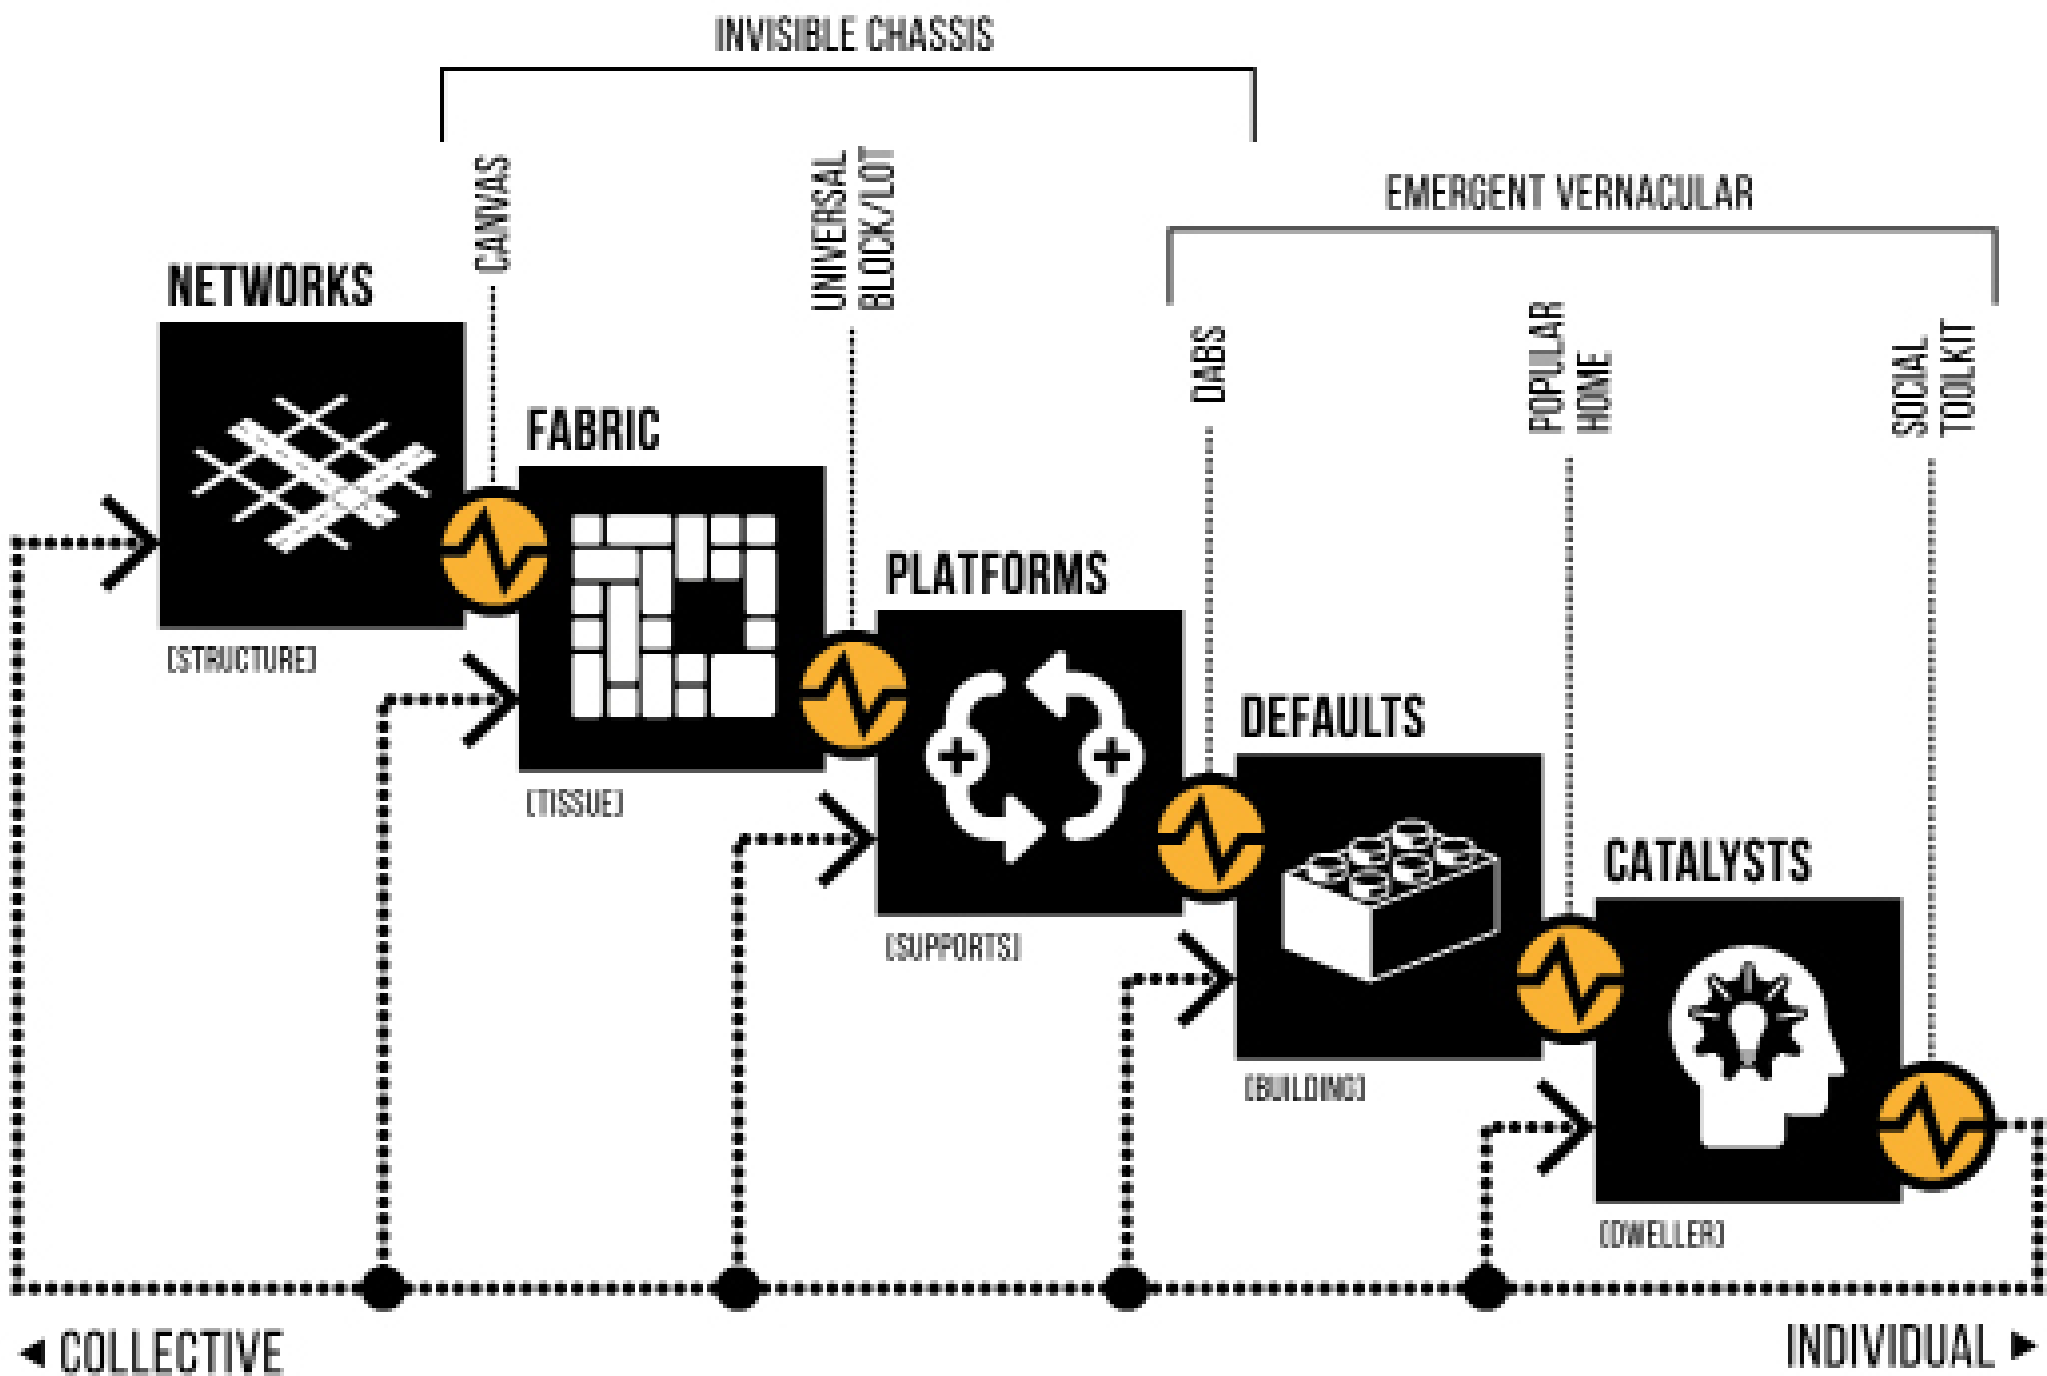 INVISIBLE CHASSIS
EMERGENT VERNACULAR
CANVAS
UNIVERSAL
BLOCK/LOT
DABS
POPULAR
HOME
SOCIAL
TOOLKIT
NETWORKS
(STRUCTURE)
FABRIC
(TISSUE)
PLATFORMS
(SUPPORTS)
DEFAULTS
(BUILDING)
CATALYSTS
(DWELLER)
◄ COLLECTIVE
INDIVIDUAL ►